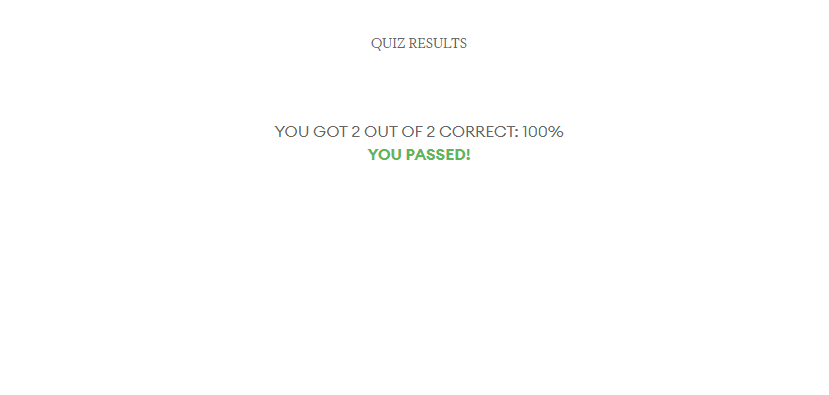 QUIZ RESULTS
YOU GOT 2 OUT OF 2 CORRECT: 100%
YOU PASSED!